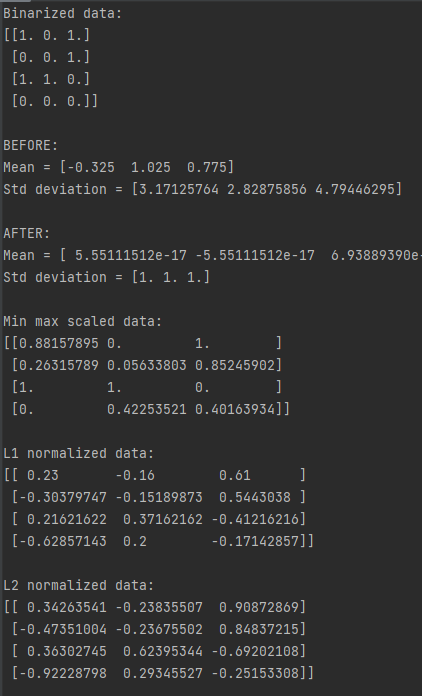 Binarized data:
[[1. 0. 1.]
 [0. 0. 1.]
 [1. 1. 0.]
 [0. 0. 0.]]

BEFORE:
Mean = [-0.325  1.025  0.775]
Std deviation = [3.17125764 2.82875856 4.79446295]

AFTER:
Mean = [ 5.55111512e-17 -5.55111512e-17  6.93889390e-
Std deviation = [1. 1. 1.]

Min max scaled data:
[[0.88157895 0.         1.        ]
 [0.26315789 0.05633803 0.85245902]
 [1.         1.         0.        ]
 [0.         0.42253521 0.40163934]]

L1 normalized data:
[[ 0.23       -0.16        0.61      ]
 [-0.30379747 -0.15189873  0.5443038 ]
 [ 0.21621622  0.37162162 -0.41216216]
 [-0.62857143  0.2        -0.17142857]]

L2 normalized data:
[[ 0.34263541 -0.23835507  0.90872869]
 [-0.47351004 -0.23675502  0.84837215]
 [ 0.36302745  0.62395344 -0.69202108]
 [-0.92228798  0.29345527 -0.25153308]]